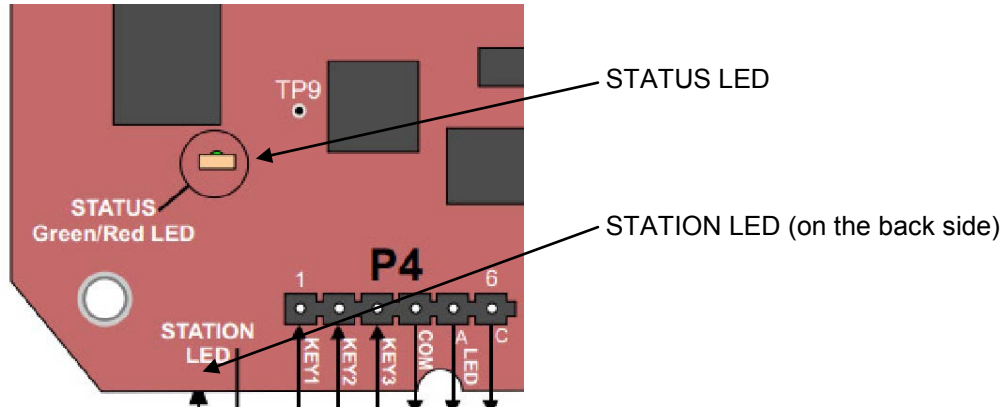 TP9
STATUS LED
STATUS
Green/Red LED
STATION LED (on the back side)
P4
1
6
STATION
LED
KEY1
KEY2
KEY3
COM
A
LED
C